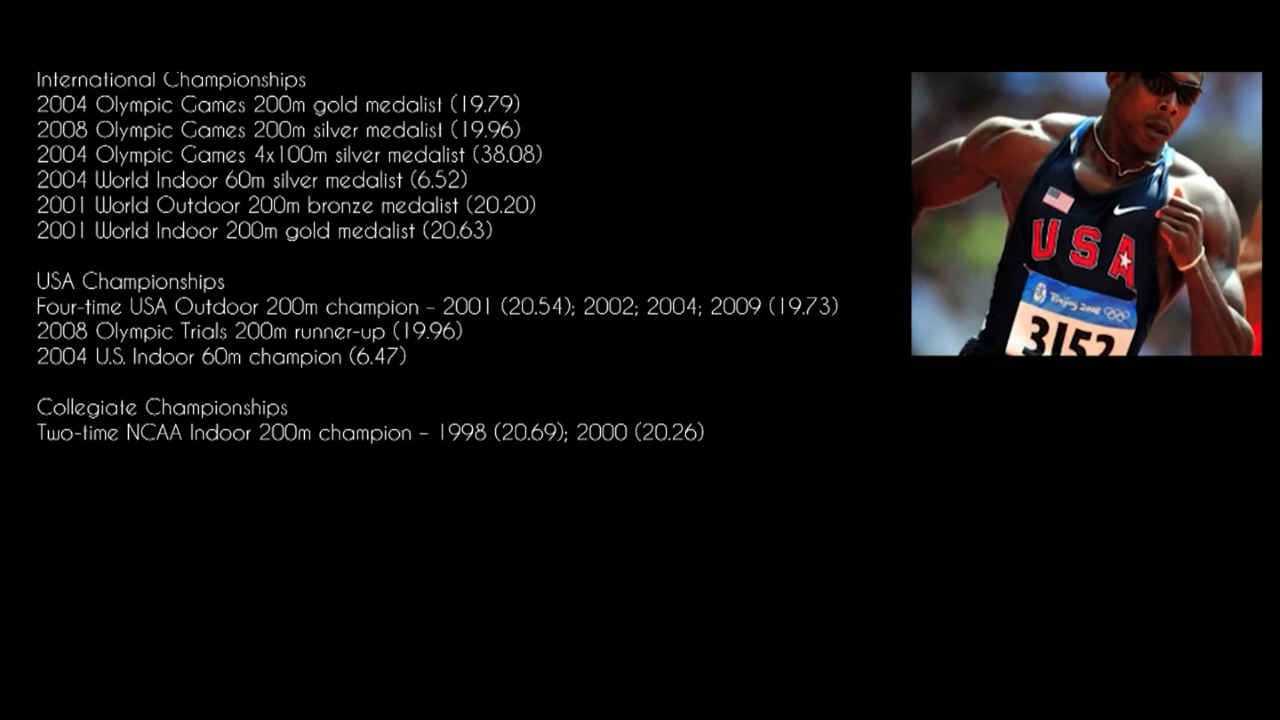 International Championships
2004 Olympic Games 200m gold medalist (19.79)
2008 Olympic Games 200m silver medalist (19.96)
2004 Olympic Games 4x100m silver medalist (38.08)
2004 World Indoor 60m silver medalist (6.52)
2001 World Outdoor 200m bronze medalist (20.20)
2001 World Indoor 200m gold medalist (20.63)
USA Championships
Four-time USA Outdoor 200m champion – 2001 (20.54); 2002; 2004; 2009 (19.73)
2008 Olympic Trials 200m runner-up (19.96)
2004 U.S. Indoor 60m champion (6.47)
Collegiate Championships
Two-time NCAA Indoor 200m champion – 1998 (20.69); 2000 (20.26)
USA
Beijing 2008
3152